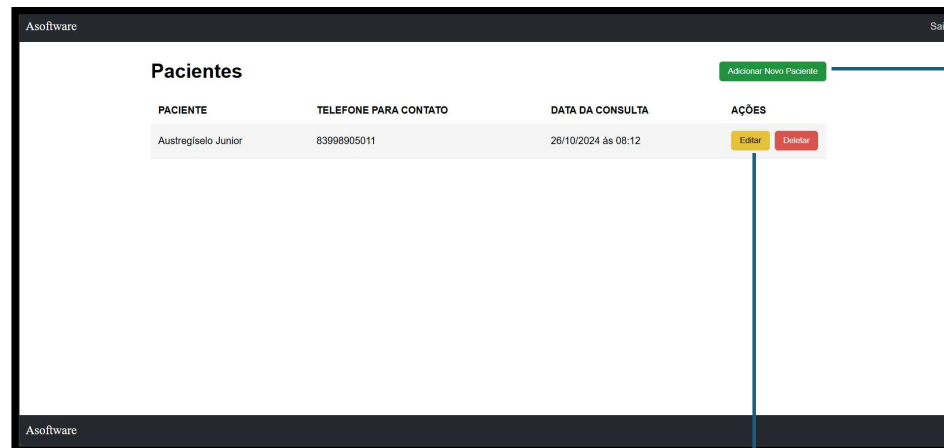 Asoftware Sai
Pacientes Adicionar Novo Paciente
PACIENTE TELEFONE PARA CONTATO DATA DA CONSULTA AÇÕES
Austregíselo Junior 83998905011 26/10/2024 às 08:12 Editar Deletar
Asoftware